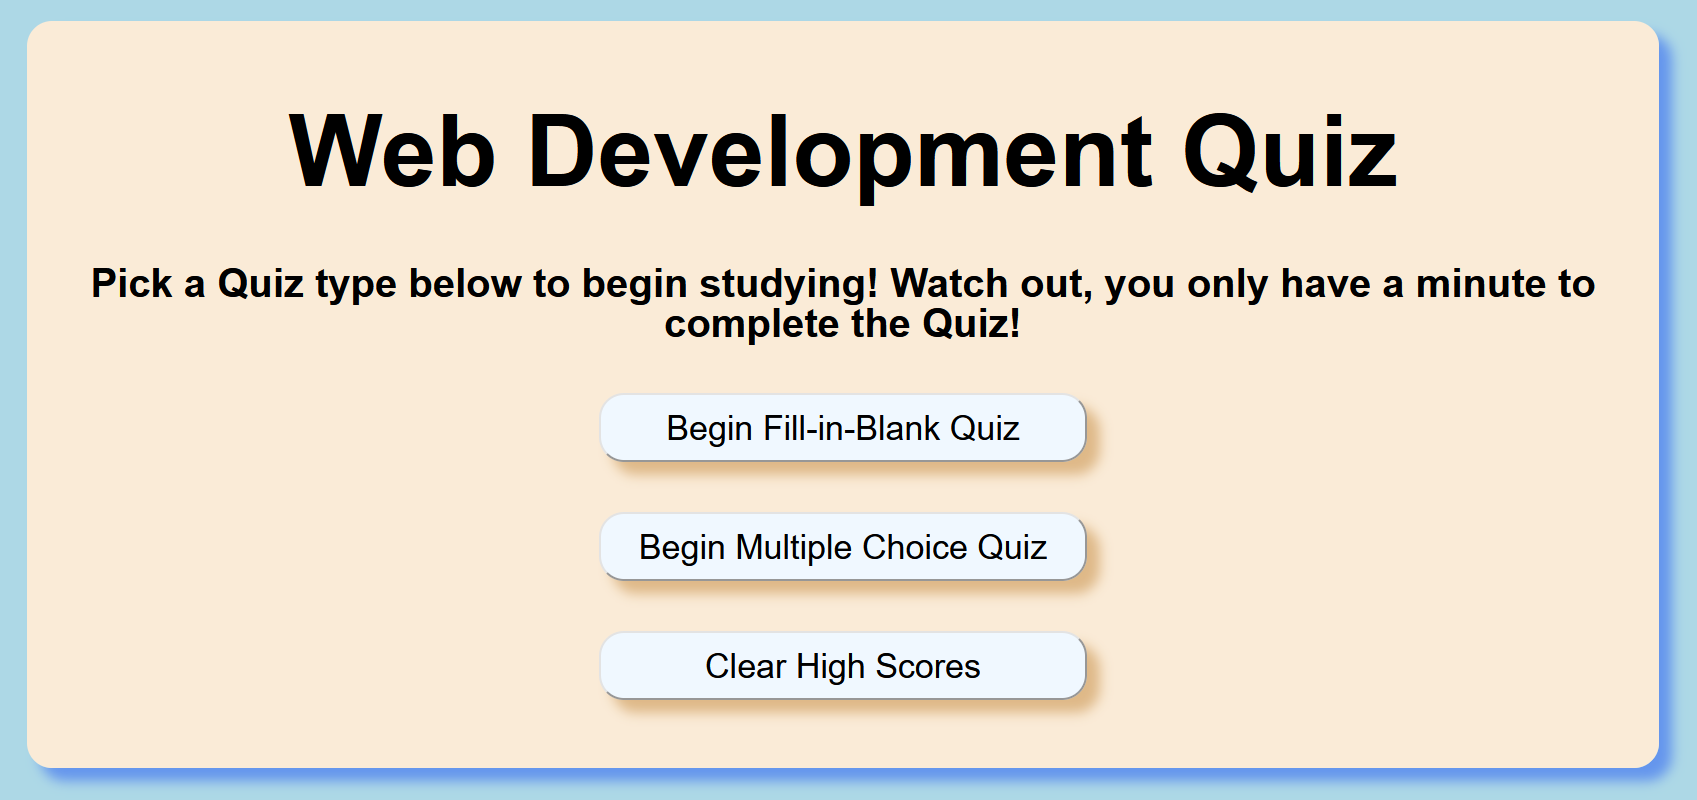 Web Development Quiz
Pick a Quiz type below to begin studying! Watch out, you only have a minute to
complete the Quiz!
Begin Fill-in-Blank Quiz
Begin Multiple Choice Quiz
Clear High Scores